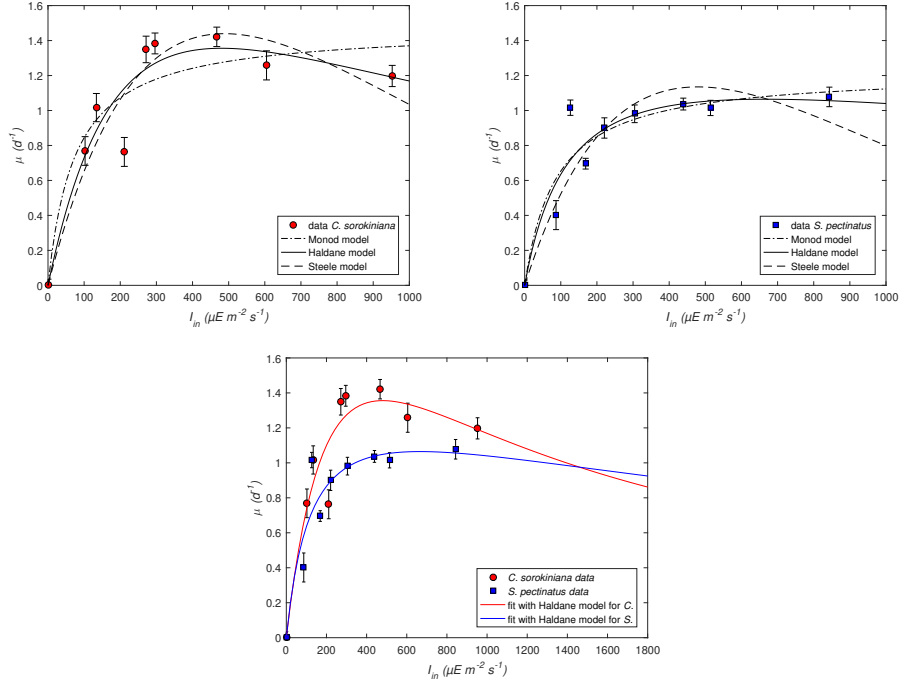 1.6
1.4
1.2
1
0.8
0.6
0.4
0.2
0
μ (d⁻¹)
data C. sorokiniana
Monod model
Haldane model
Steele model
0 100 200 300 400 500 600 700 800 900 1000
I_in (μE m⁻² s⁻¹)
1.6
1.4
1.2
1
0.8
0.6
0.4
0.2
0
μ (d⁻¹)
data S. pectinatus
Monod model
Haldane model
Steele model
0 100 200 300 400 500 600 700 800 900 1000
I_in (μE m⁻² s⁻¹)
1.6
1.4
1.2
1
0.8
0.6
0.4
0.2
0
μ (d⁻¹)
C. sorokiniana data
S. pectinatus data
fit with Haldane model for C.
fit with Haldane model for S.
0 200 400 600 800 1000 1200 1400 1600 1800
I_in (μE m⁻² s⁻¹)